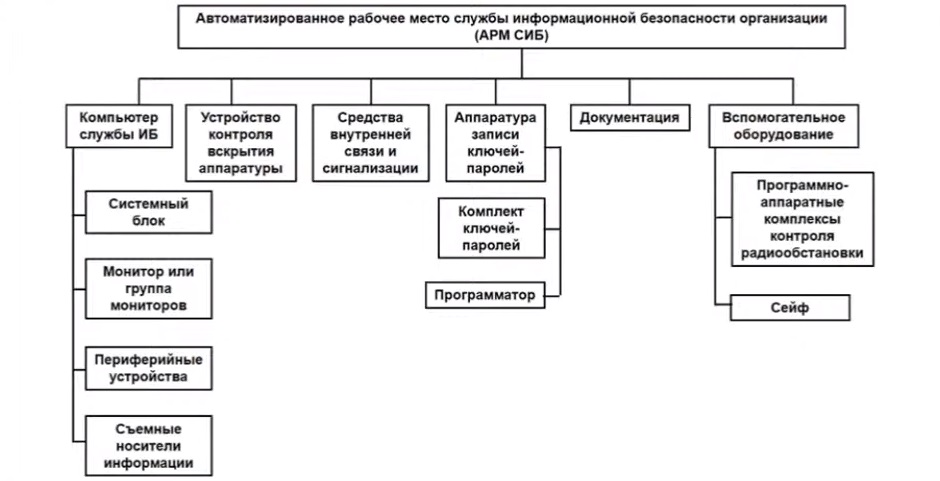 Автоматизированное рабочее место службы информационной безопасности организации
(АРМ СИБ)
Компьютер
службы ИБ
Устройство
контроля
вскрытия
аппаратуры
Средства
внутренней
связи и
сигнализации
Аппаратура
записи
ключей-
паролей
Документация
Вспомогательное
оборудование
Системный
блок
Монитор или
группа
мониторов
Периферийные
устройства
Съемные
носители
информации
Комплект
ключей-
паролей
Программатор
Программно-
аппаратные
комплексы
контроля
радиообстановки
Сейф